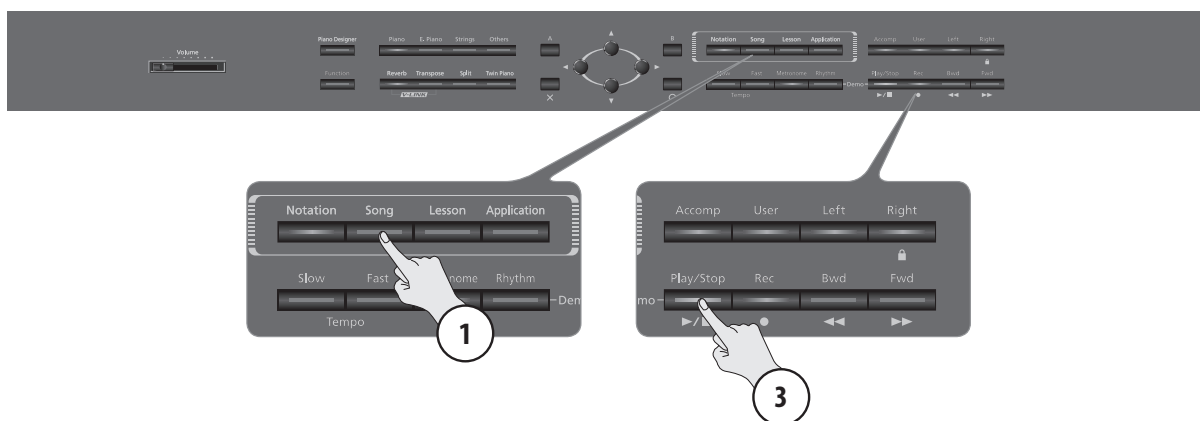 Volume
Piano Designer Piano E. Piano Strings Others A B Notation Song Lesson Application Accomp User Left Right
Function Reverb Transpose Split Twin Piano Slow Fast Metronome Rhythm Demo Play/Stop Rec Bwd Fwd
V-LINK Tempo
Notation Song Lesson Application
Slow Fast nome Rhythm Den
Tempo
1
Accomp User Left Right
mo Play/Stop Rec Bwd Fwd
3